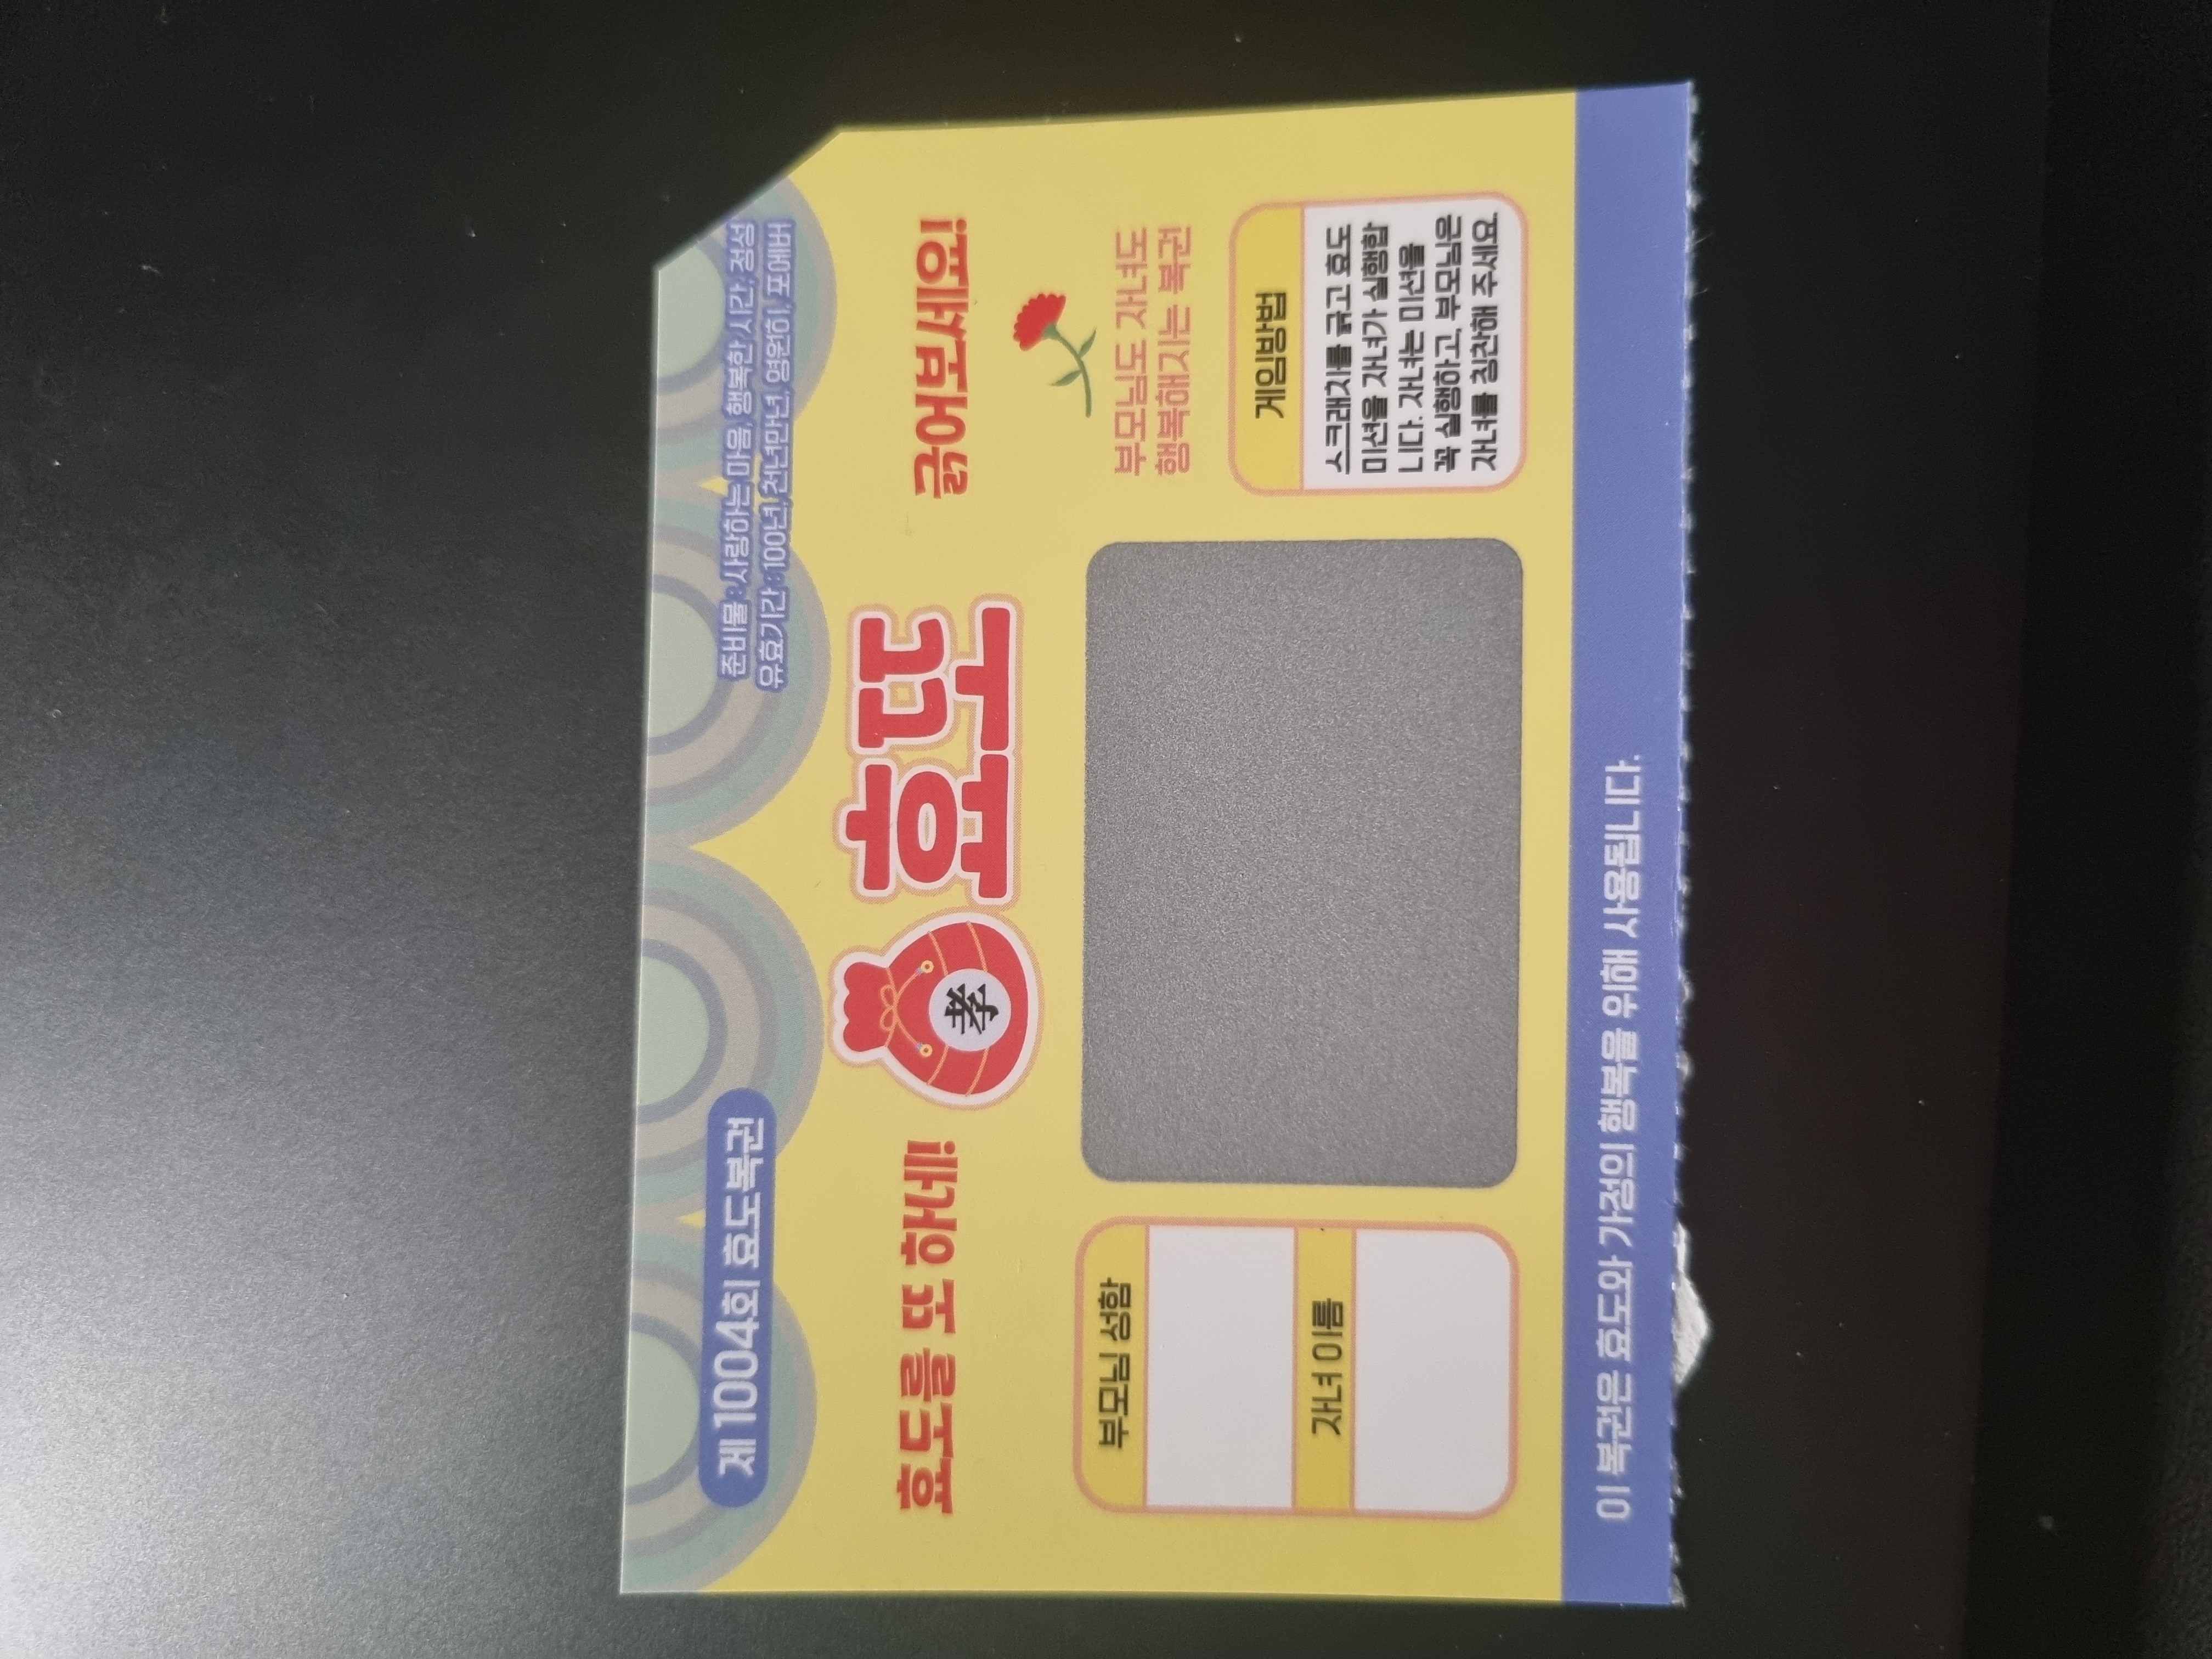 제 1004회 효도복권
준비물 : 사랑하는 마음, 행복한 시간, 정성
유효기간 : 100년, 천년만년, 영원히, 포에버
효도를 또 하네!
孝
효또
긁어보세요!
부모님 성함
자녀 이름
부모님도 자녀도
행복해지는 복권
게임방법
스크래치를 긁고 효도
미션을 자녀가 실행합
니다. 자녀는 미션을
꼭 실행하고, 부모님은
자녀를 칭찬해 주세요.
이 복권은 효도와 가정의 행복을 위해 사용됩니다.